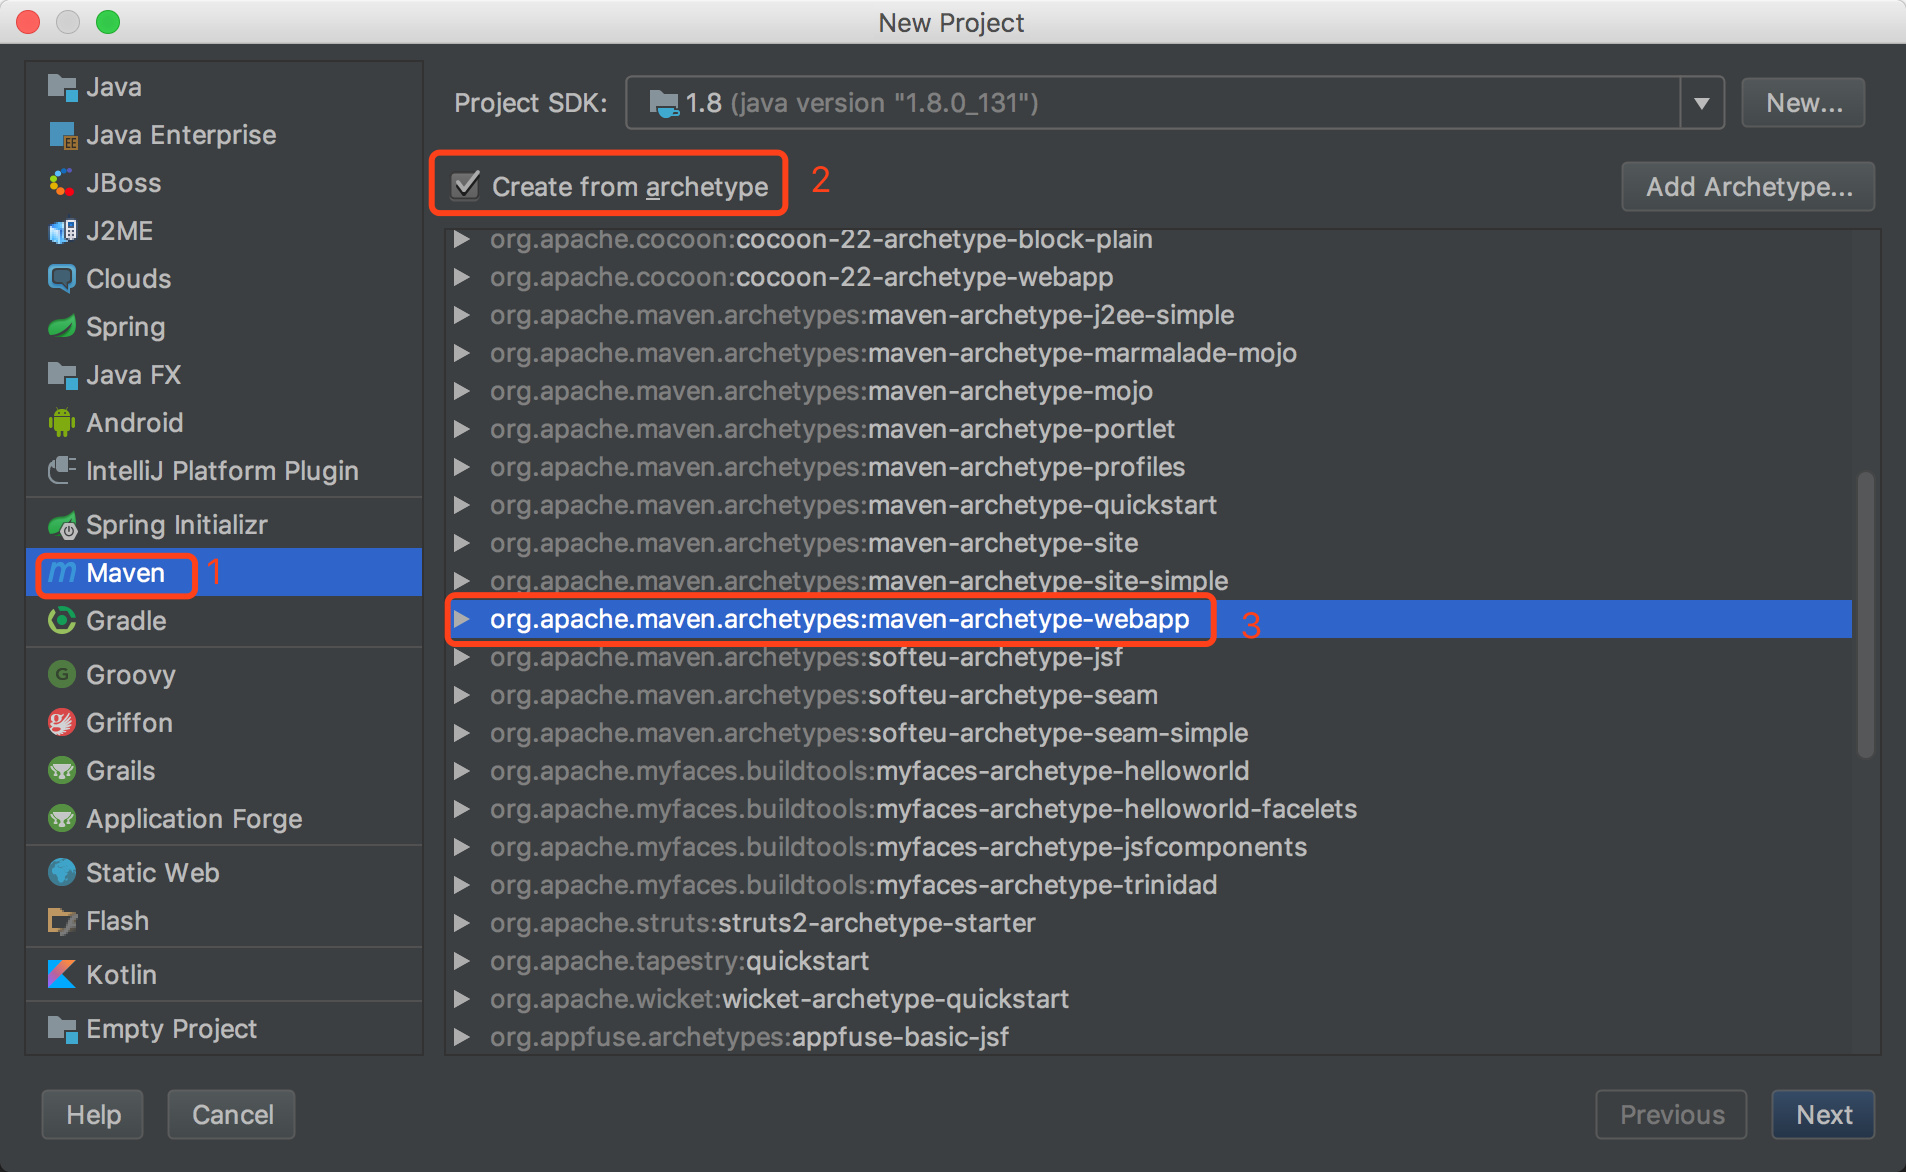 New Project
Java
Java Enterprise
JBoss
J2ME
Clouds
Spring
Java FX
Android
IntelliJ Platform Plugin
Spring Initializr
Maven 1
Gradle
Groovy
Griffon
Grails
Application Forge
Static Web
Flash
Kotlin
Empty Project
Project SDK: 1.8 (java version "1.8.0_131") New...
Create from archetype 2 Add Archetype...
org.apache.cocoon:cocoon-22-archetype-block-plain
org.apache.cocoon:cocoon-22-archetype-webapp
org.apache.maven.archetypes:maven-archetype-j2ee-simple
org.apache.maven.archetypes:maven-archetype-marmalade-mojo
org.apache.maven.archetypes:maven-archetype-mojo
org.apache.maven.archetypes:maven-archetype-portlet
org.apache.maven.archetypes:maven-archetype-profiles
org.apache.maven.archetypes:maven-archetype-quickstart
org.apache.maven.archetypes:maven-archetype-site
org.apache.maven.archetypes:maven-archetype-site-simple
org.apache.maven.archetypes:maven-archetype-webapp 3
org.apache.maven.archetypes:softeu-archetype-jsf
org.apache.maven.archetypes:softeu-archetype-seam
org.apache.maven.archetypes:softeu-archetype-seam-simple
org.apache.myfaces.buildtools:myfaces-archetype-helloworld
org.apache.myfaces.buildtools:myfaces-archetype-helloworld-facelets
org.apache.myfaces.buildtools:myfaces-archetype-jsfcomponents
org.apache.myfaces.buildtools:myfaces-archetype-trinidad
org.apache.struts:struts2-archetype-starter
org.apache.tapestry:quickstart
org.apache.wicket:wicket-archetype-quickstart
org.appfuse.archetypes:appfuse-basic-jsf
Help Cancel Previous Next